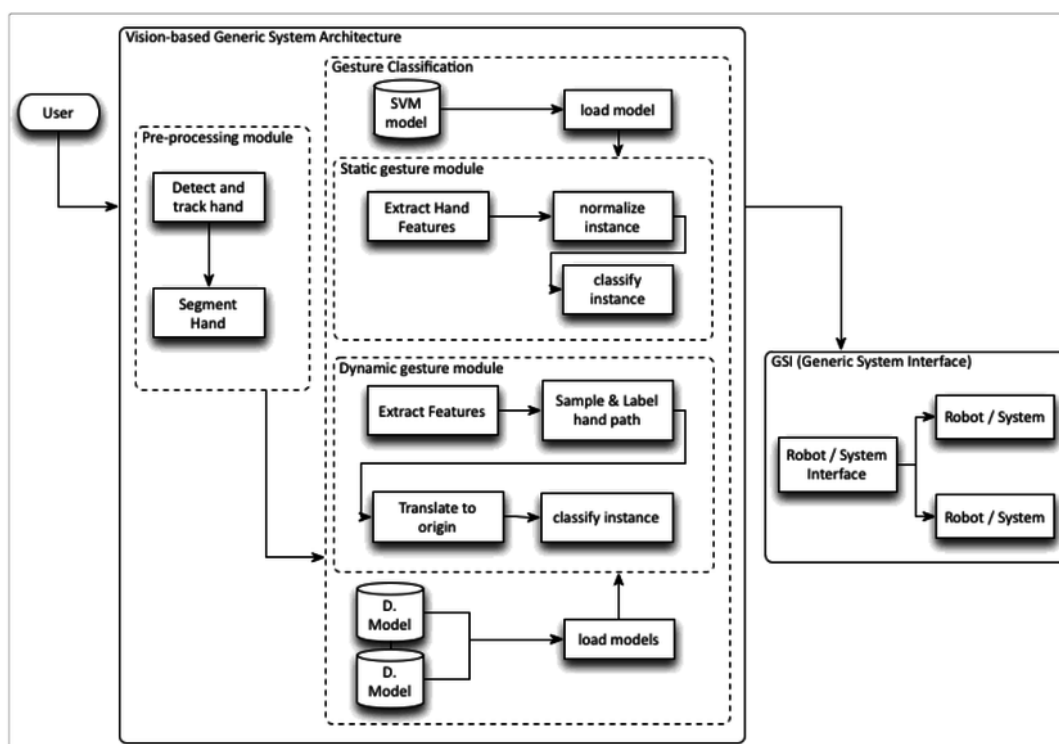 Vision-based Generic System Architecture
User
Pre-processing module
Detect and
track hand
Segment
Hand
Gesture Classification
SVM
model
load model
Static gesture module
Extract Hand
Features
normalize
instance
classify
instance
Dynamic gesture module
Extract Features
Sample & Label
hand path
Translate to
origin
classify instance
D.
Model
D.
Model
load models
GSI (Generic System Interface)
Robot / System
Interface
Robot / System
Robot / System